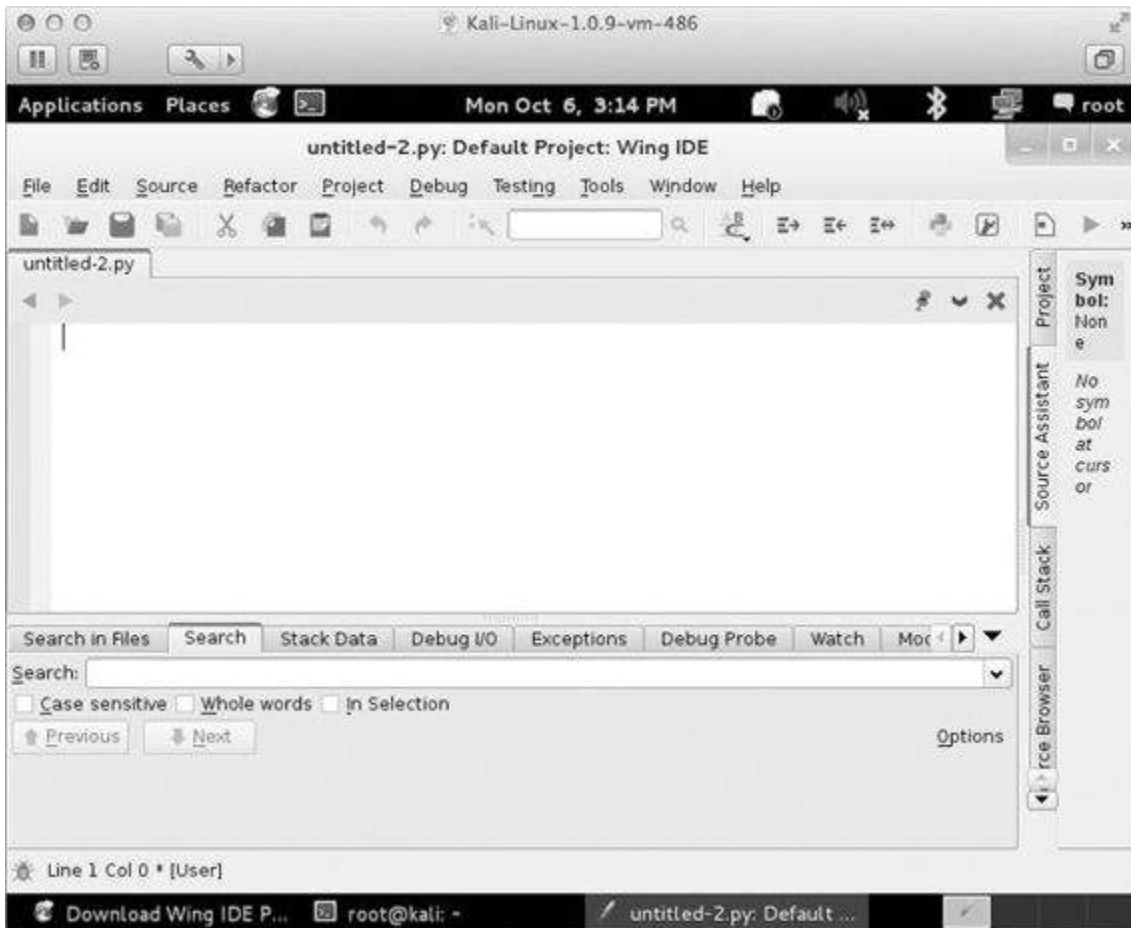 Kali-Linux-1.0.9-vm-486
Applications Places Mon Oct 6, 3:14 PM root
untitled-2.py: Default Project: Wing IDE
File Edit Source Refactor Project Debug Testing Tools Window Help
untitled-2.py
Project
Source Assistant
Call Stack
rce Browser
Sym
bol:
Non
e
No
sym
bol
at
curs
or
Search in Files Search Stack Data Debug I/O Exceptions Debug Probe Watch Moc
Search:
Case sensitive Whole words In Selection
Previous Next Options
Line 1 Col 0 * [User]
Download Wing IDE P... root@kali: ~ untitled-2.py: Default ...